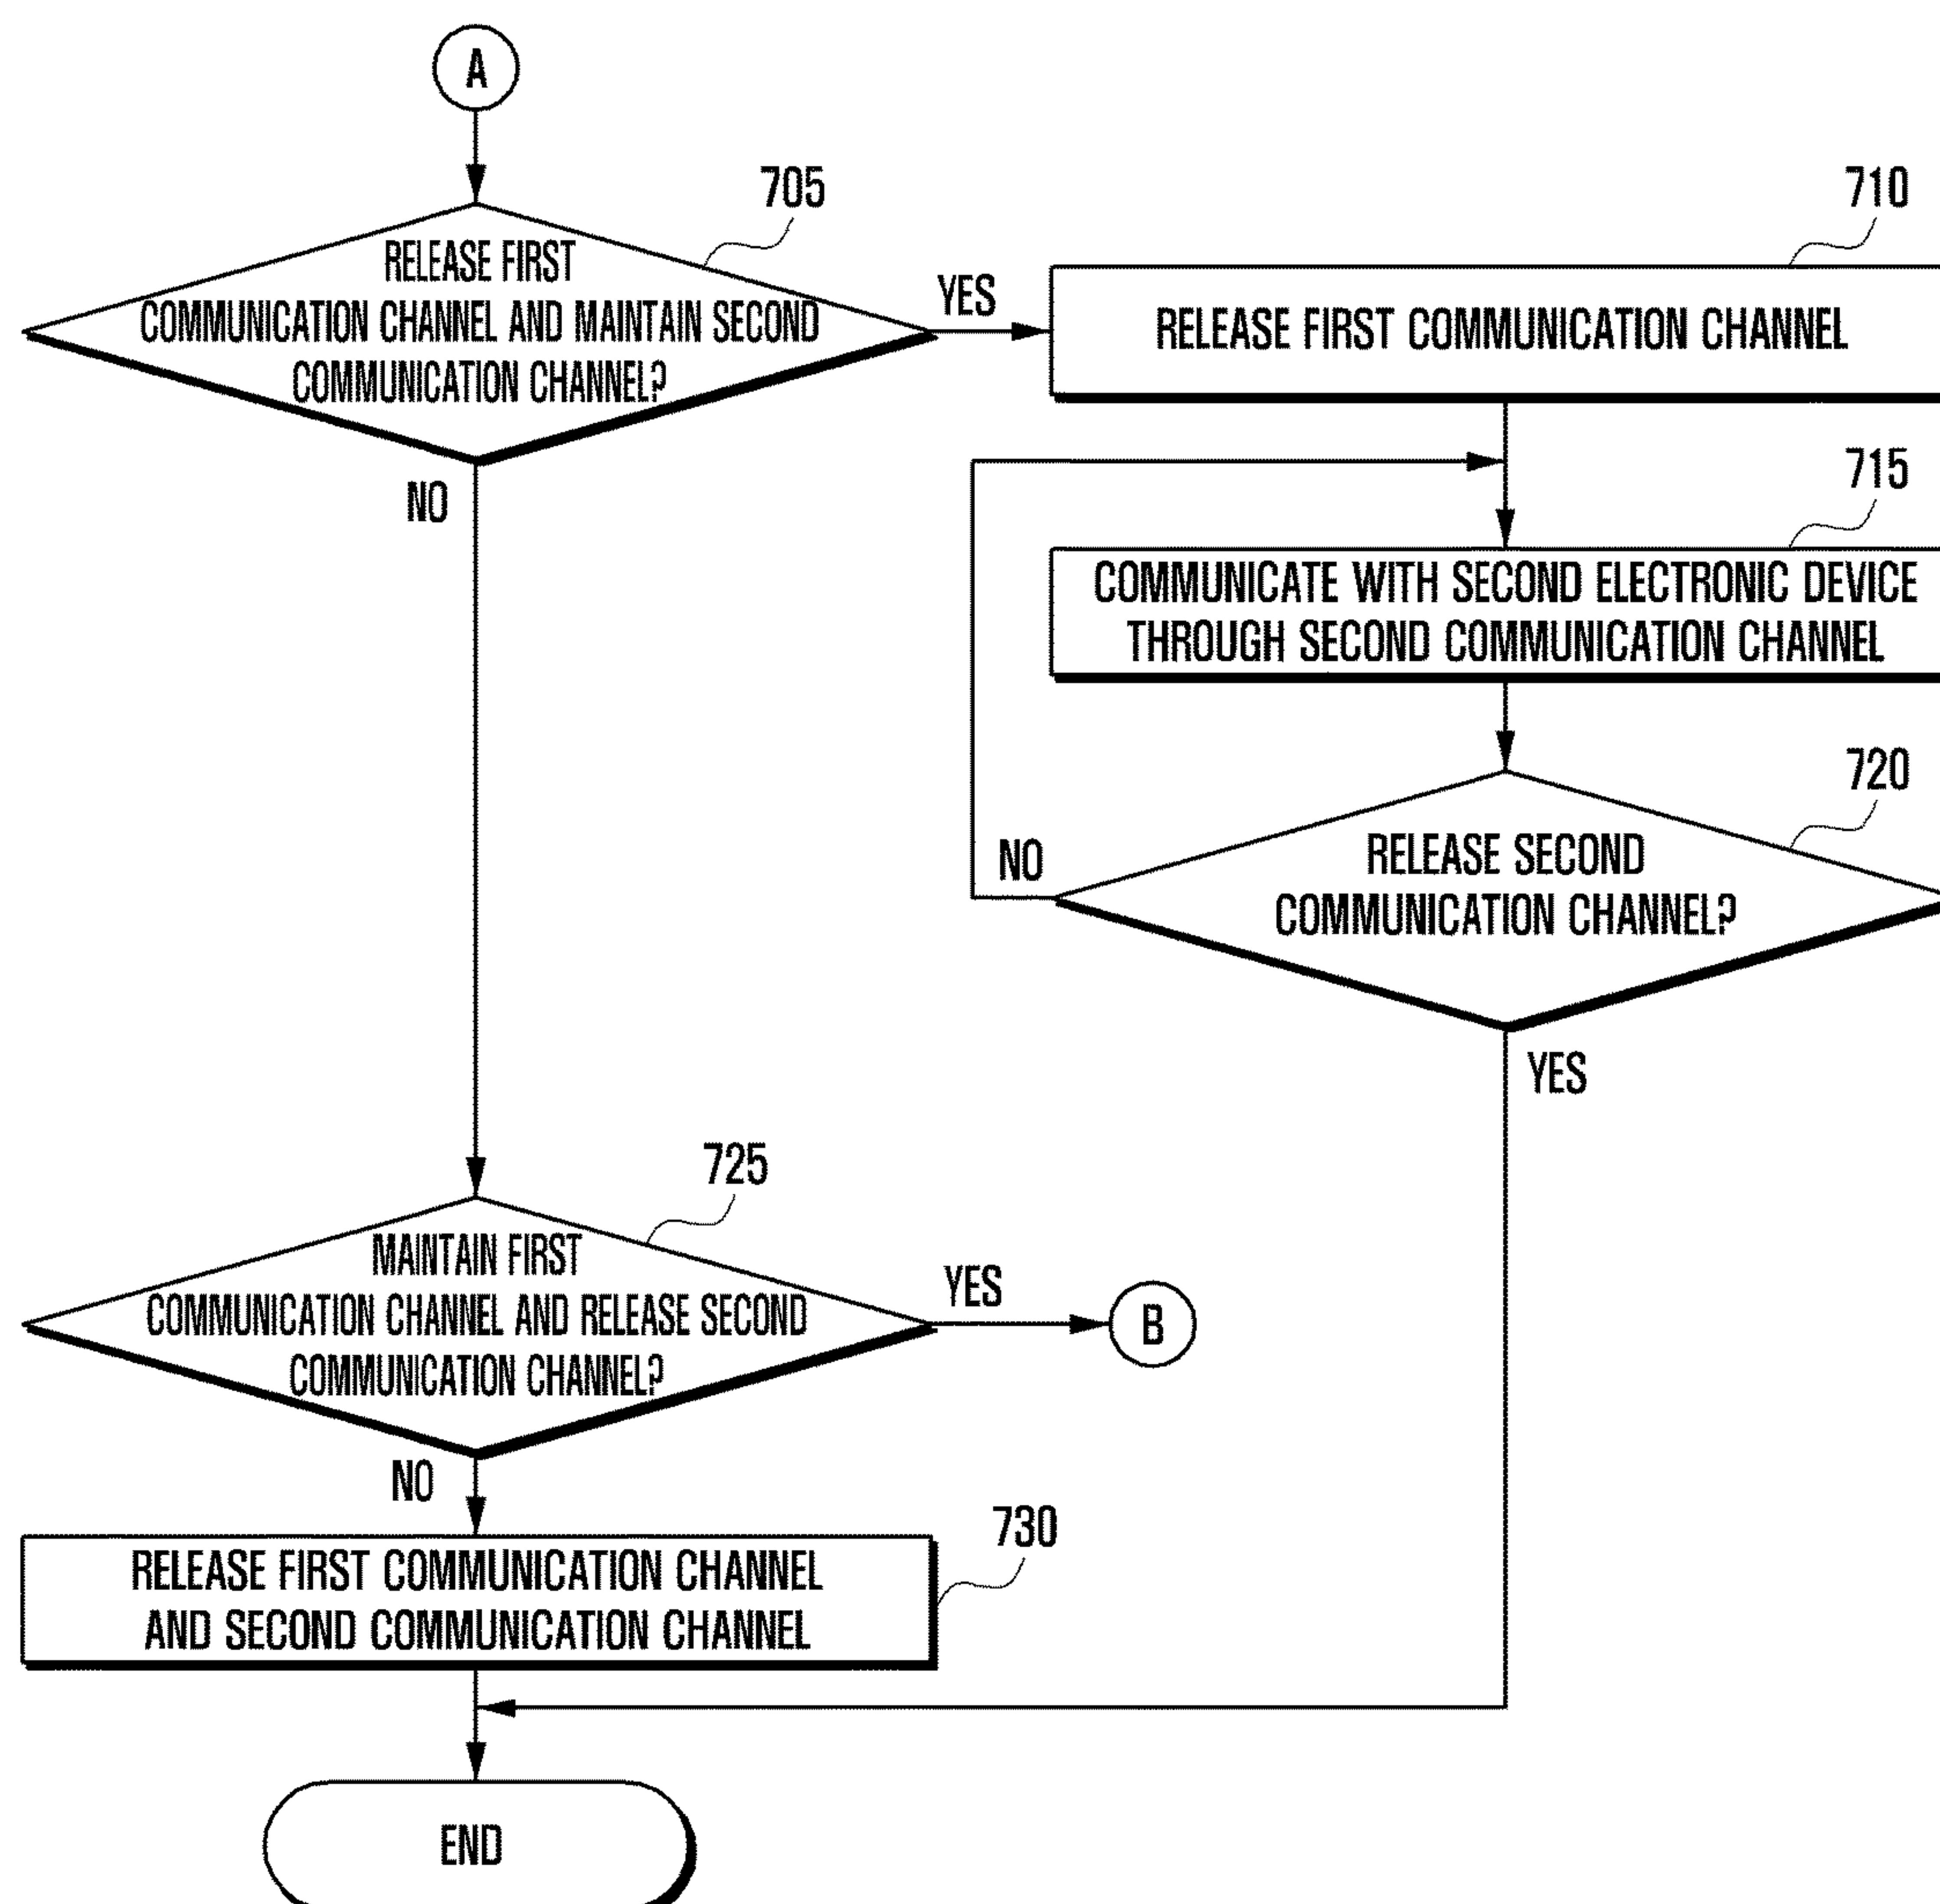 A
705
RELEASE FIRST
COMMUNICATION CHANNEL AND MAINTAIN SECOND
COMMUNICATION CHANNEL?
YES
NO
710
RELEASE FIRST COMMUNICATION CHANNEL
715
COMMUNICATE WITH SECOND ELECTRONIC DEVICE
THROUGH SECOND COMMUNICATION CHANNEL
720
RELEASE SECOND
COMMUNICATION CHANNEL?
NO
YES
725
MAINTAIN FIRST
COMMUNICATION CHANNEL AND RELEASE SECOND
COMMUNICATION CHANNEL?
YES
B
NO
730
RELEASE FIRST COMMUNICATION CHANNEL
AND SECOND COMMUNICATION CHANNEL
END